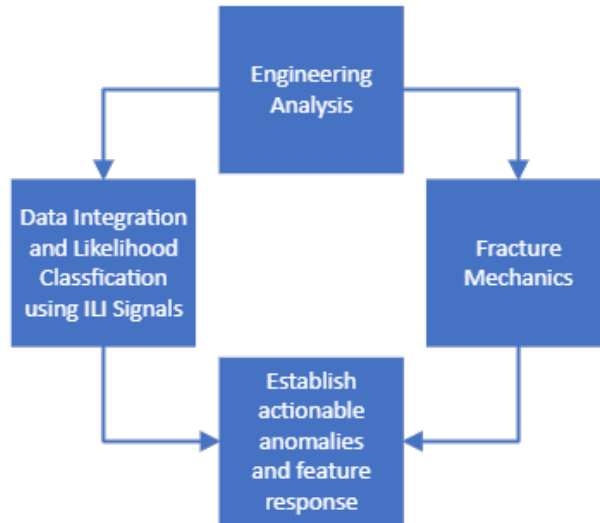 Engineering
Analysis
Data Integration
and Likelihood
Classfication
using ILI Signals
Fracture
Mechanics
Establish
actionable
anomalies
and feature
response